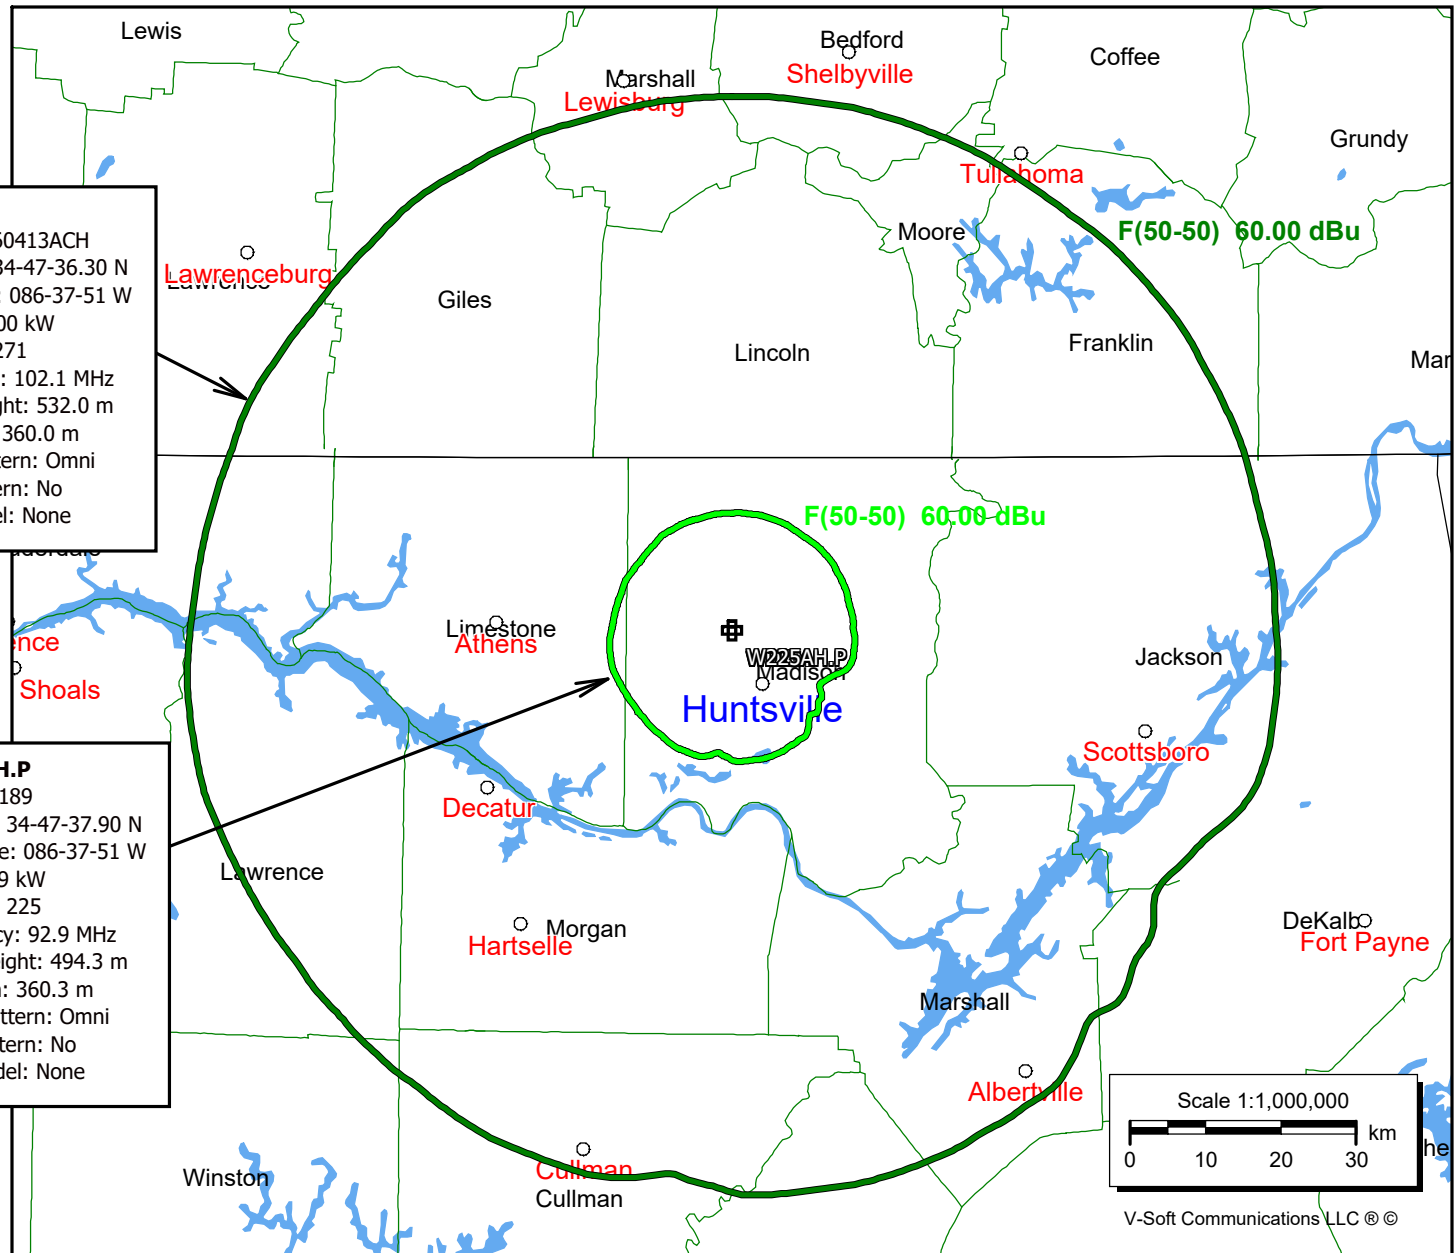 Lewis
Bedford
Shelbyville
Coffee
Marshall
Lewisburg
Grundy
Tullahoma
Moore
F(50-50) 60.00 dBu
50413ACH
34-47-36.30 N
: 086-37-51 W
00 kW
271
: 102.1 MHz
ght: 532.0 m
360.0 m
tern: Omni
ern: No
el: None
Lawrenceburg
Lawrence
Giles
Lincoln
Franklin
Mar
F(50-50) 60.00 dBu
uderdale
ence
Shoals
Limestone
Athens
W225AH.P
Madison
Huntsville
Jackson
Scottsboro
Decatur
H.P
189
34-47-37.90 N
e: 086-37-51 W
9 kW
225
cy: 92.9 MHz
eight: 494.3 m
n: 360.3 m
ttern: Omni
tern: No
del: None
Lawrence
Morgan
Hartselle
DeKalb
Fort Payne
Marshall
Albertville
Cullman
Cullman
Winston
he
Scale 1:1,000,000
km
0 10 20 30
V-Soft Communications LLC ® ©